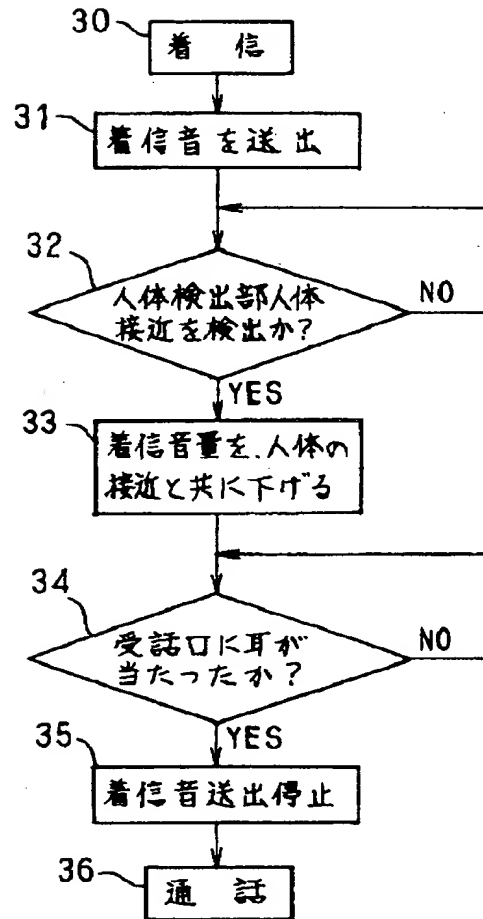 30
着信
31
着信音を送出
32
人体検出部人体
接近を検出か?
NO
YES
33
着信音量を、人体の
接近と共に下げる
34
受話口に耳が
当たったか?
NO
YES
35
着信音送出停止
36
通話